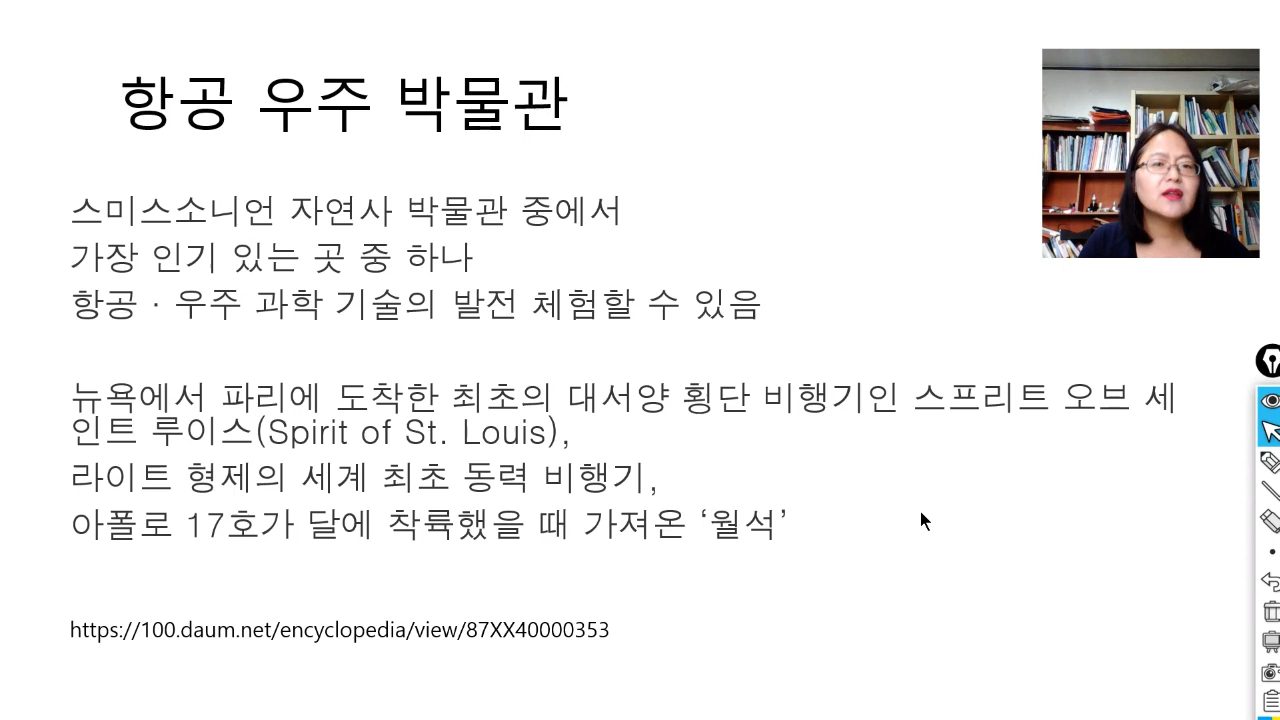 항공 우주 박물관
스미스소니언 자연사 박물관 중에서
가장 인기 있는 곳 중 하나
항공 · 우주 과학 기술의 발전 체험할 수 있음
뉴욕에서 파리에 도착한 최초의 대서양 횡단 비행기인 스프리트 오브 세
인트 루이스(Spirit of St. Louis),
라이트 형제의 세계 최초 동력 비행기,
아폴로 17호가 달에 착륙했을 때 가져온 ‘월석’
https://100.daum.net/encyclopedia/view/87XX40000353